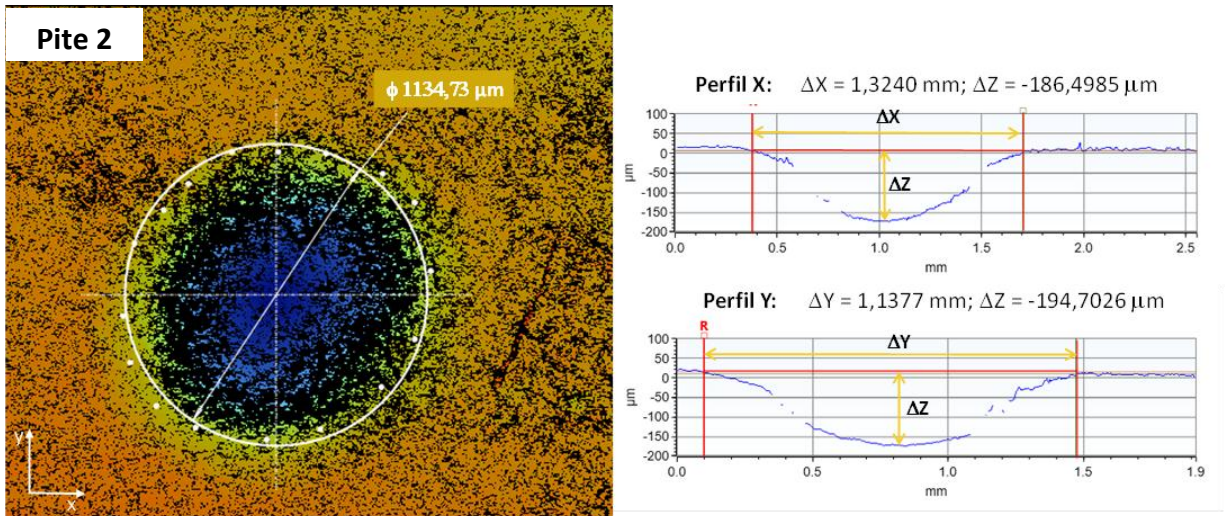 Pite 2
ϕ 1134,73 µm
y
x
Perfil X: ΔX = 1,3240 mm; ΔZ = -186,4985 µm
ΔX
ΔZ
100
50
0
-50
-100
-150
-200
µm
0.0 0.5 1.0 1.5 2.0 2.5
mm
Perfil Y: ΔY = 1,1377 mm; ΔZ = -194,7026 µm
R
ΔY
ΔZ
100
50
0
-50
-100
-150
-200
µm
0.0 0.5 1.0 1.5 1.9
mm